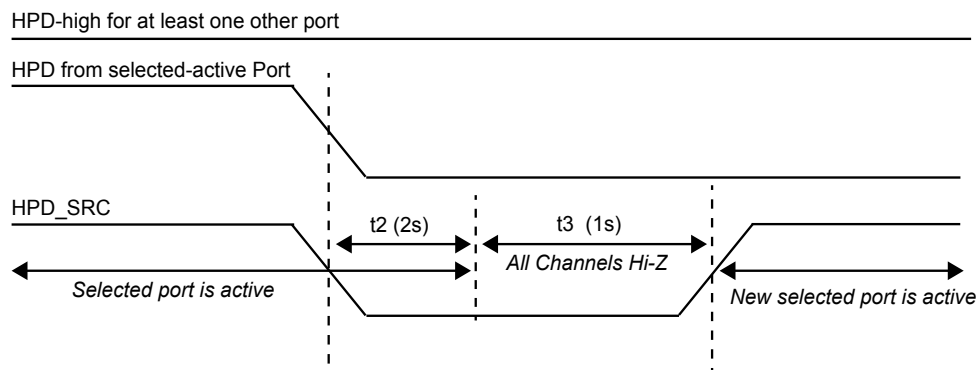 HPD-high for at least one other port
HPD from selected-active Port
HPD_SRC
t2 (2s)
t3 (1s)
All Channels Hi-Z
Selected port is active
New selected port is active